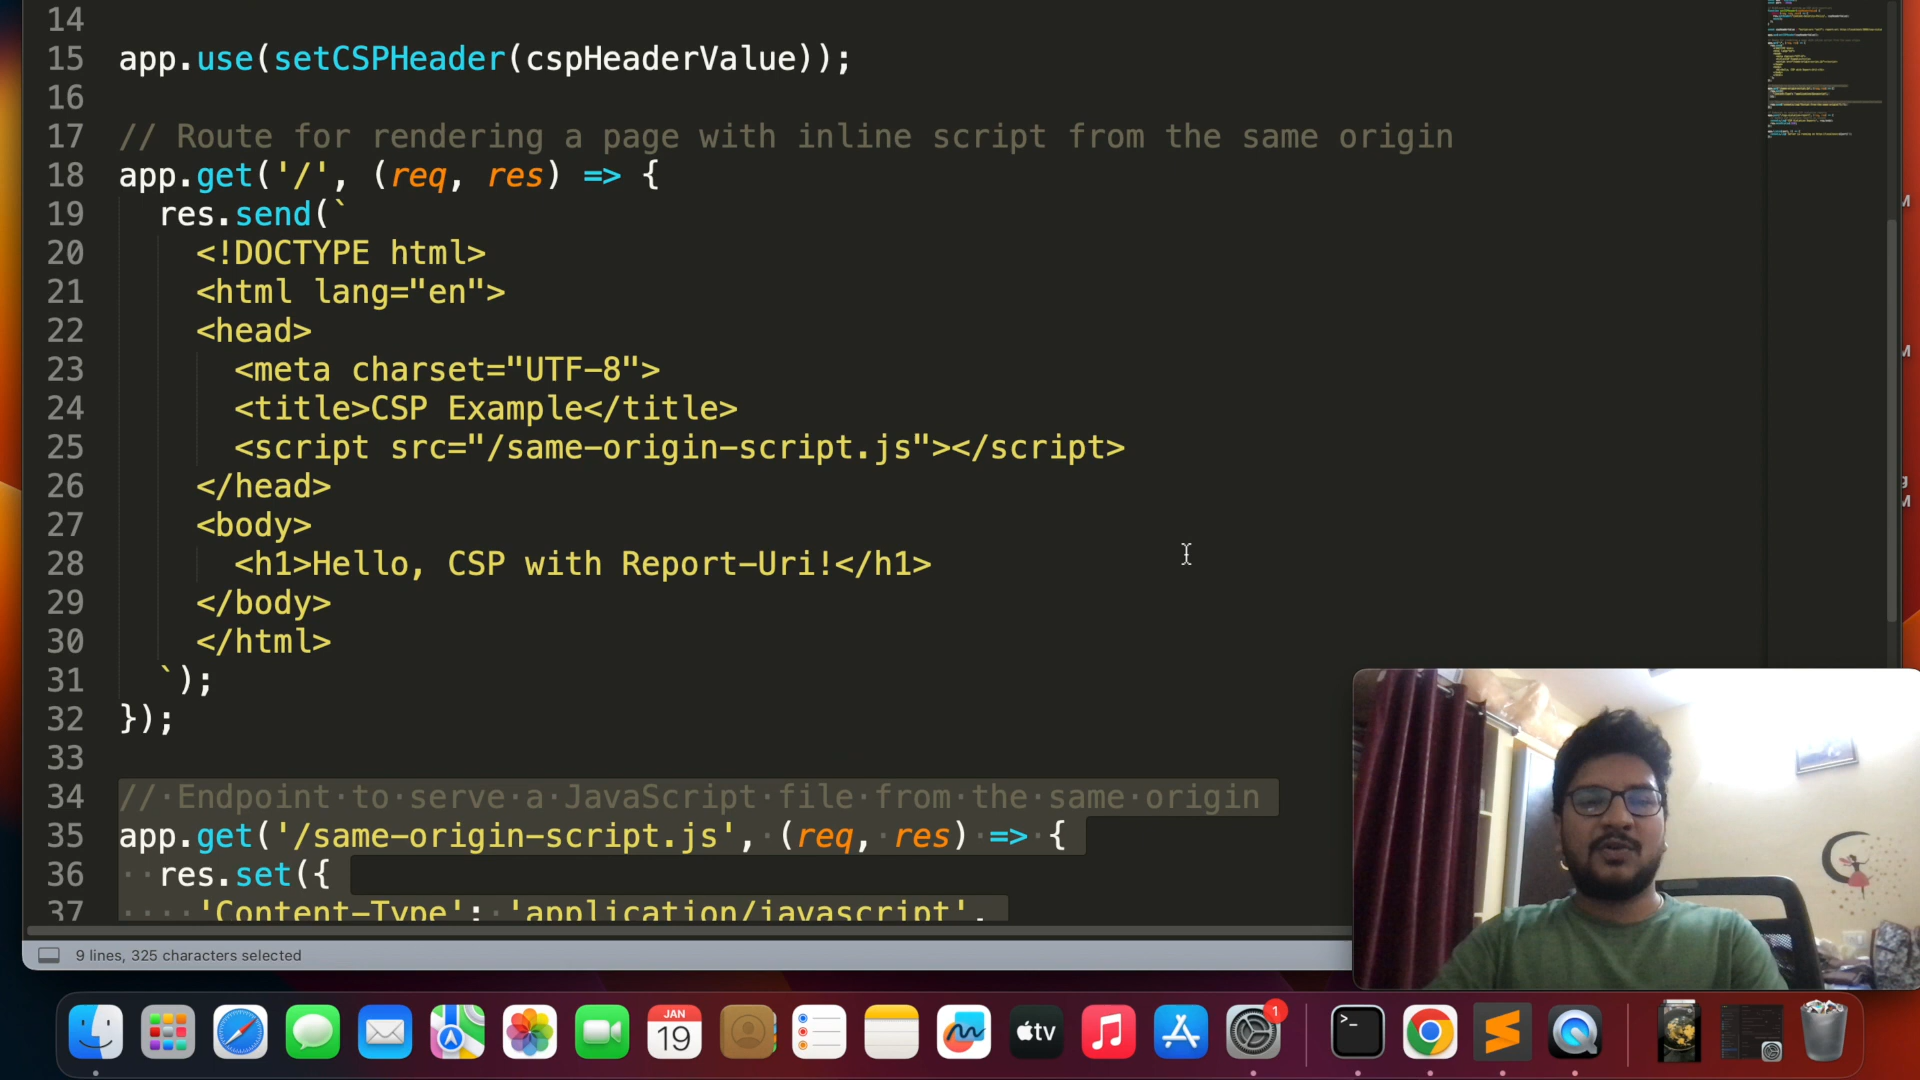 14
15 app.use(setCSPHeader(cspHeaderValue));
16
17 // Route for rendering a page with inline script from the same origin
18 app.get('/', (req, res) => {
19 res.send(`
20 <!DOCTYPE html>
21 <html lang="en">
22 <head>
23 <meta charset="UTF-8">
24 <title>CSP Example</title>
25 <script src="/same-origin-script.js"></script>
26 </head>
27 <body>
28 <h1>Hello, CSP with Report-Uri!</h1>
29 </body>
30 </html>
31 `);
32 });
33
34 // Endpoint to serve a JavaScript file from the same origin
35 app.get('/same-origin-script.js', (req, res) => {
36 res.set({
37 'Content-Type': 'application/javascript',
9 lines, 325 characters selected
JAN
19
tv
1
>_